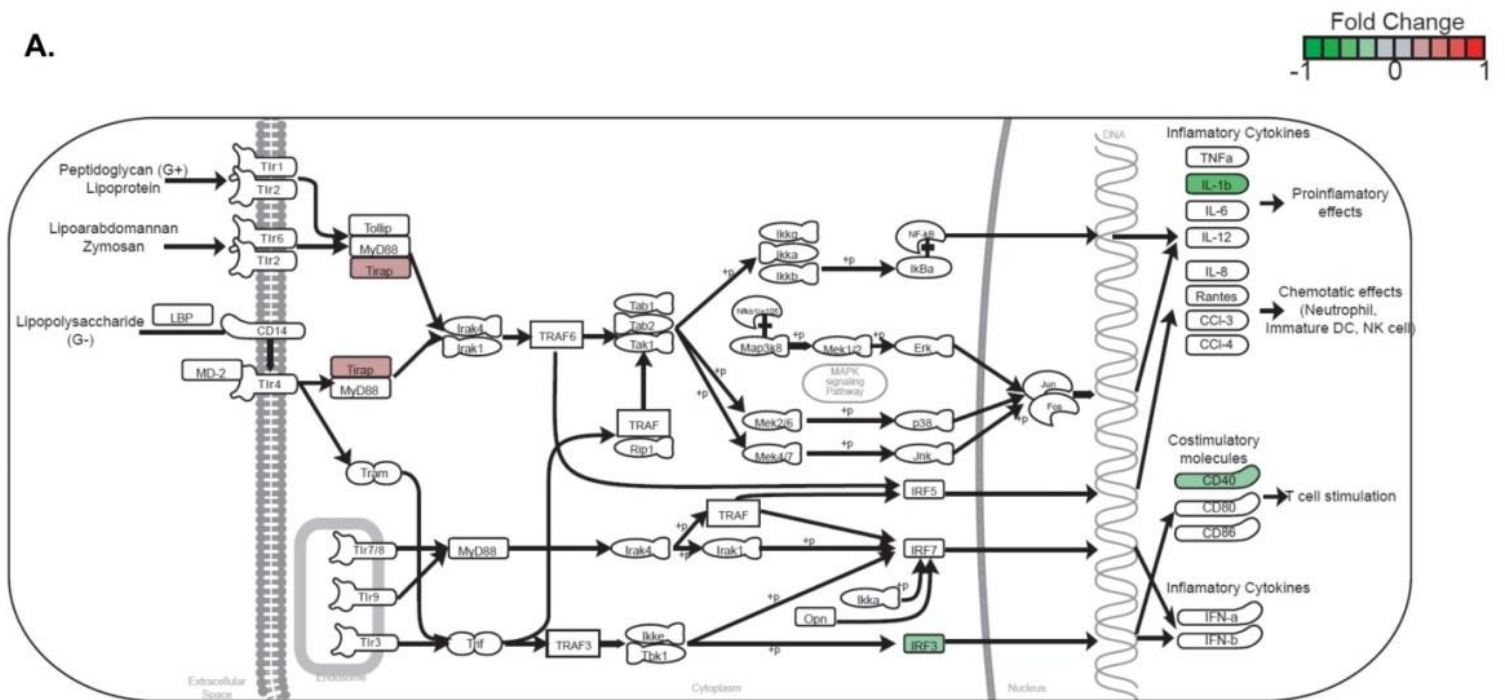 A.
Fold Change
-1 0 1
Peptidoglycan (G+)
Lipoprotein
Lipoarabdomannan
Zymosan
Lipopolysaccharide
(G-)
LBP
MD-2
CD14
Tlr1
Tlr2
Tlr6
Tlr2
Tlr4
Tollip
MyD88
Tirap
Tirap
MyD88
Tram
Irak4
Irak1
TRAF6
Tab1
Tab2
Tak1
TRAF
Rip1
Ikkg
Ikka
Ikkb
+p
+p
NF-kB
IkBa
Map3k8
+p
Mek1/2
+p
Erk
MAPK
signaling
Pathway
+p
+p
Mek2/6
+p
p38
Mek4/7
+p
Jnk
Jun
Fos
+p
IRF5
TRAF
Tlr7/8
MyD88
Irak4
+p
+p
Irak1
+p
IRF7
Tlr9
Ikka
+p
+p
Opn
Tlr3
Trif
TRAF3
Ikke
Tbk1
+p
IRF3
Extracellular
Space
Endosome
Cytoplasm
Nucleus
DNA
Inflamatory Cytokines
TNFa
IL-1b
IL-6
IL-12
Proinflamatory
effects
IL-8
Rantes
CCl-3
CCl-4
Chemotatic effects
(Neutrophil,
Immature DC, NK cell)
Costimulatory
molecules
CD40
CD80
CD86
T cell stimulation
Inflamatory Cytokines
IFN-a
IFN-b